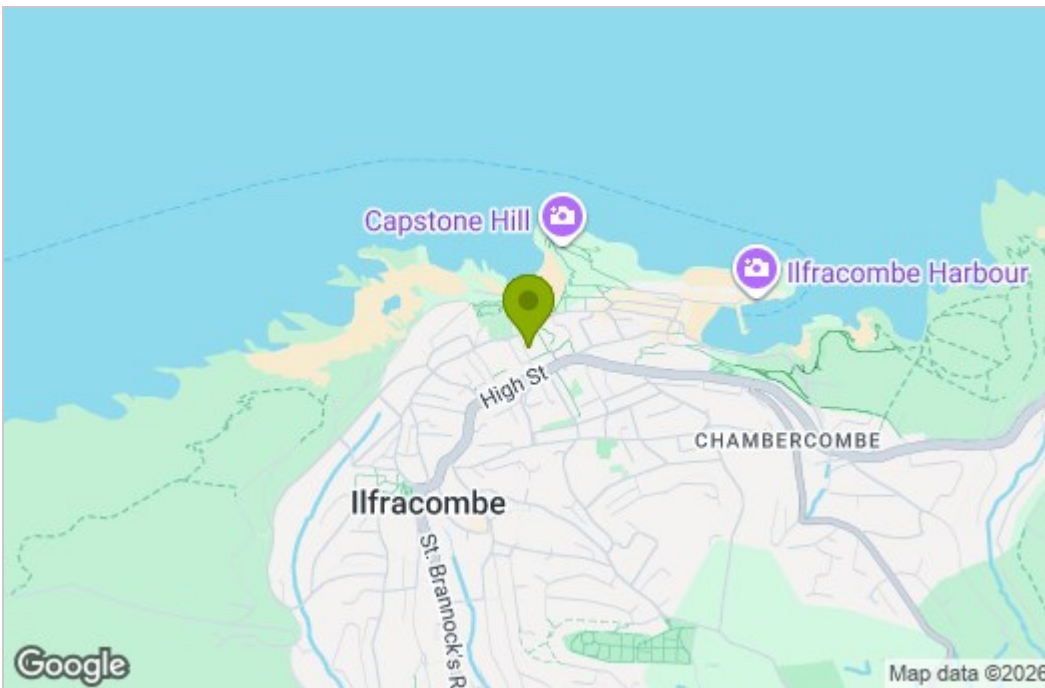 Capstone Hill
Ilfracombe Harbour
High St
CHAMBERCOMBE
Ilfracombe
St. Brannock's R
Google
Map data ©2026